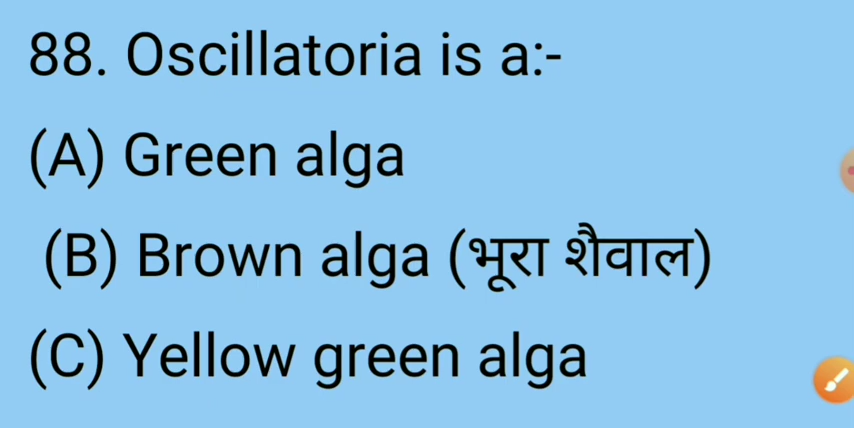 88. Oscillatoria is a:-
(A) Green alga
(B) Brown alga (भूरा शैवाल)
(C) Yellow green alga